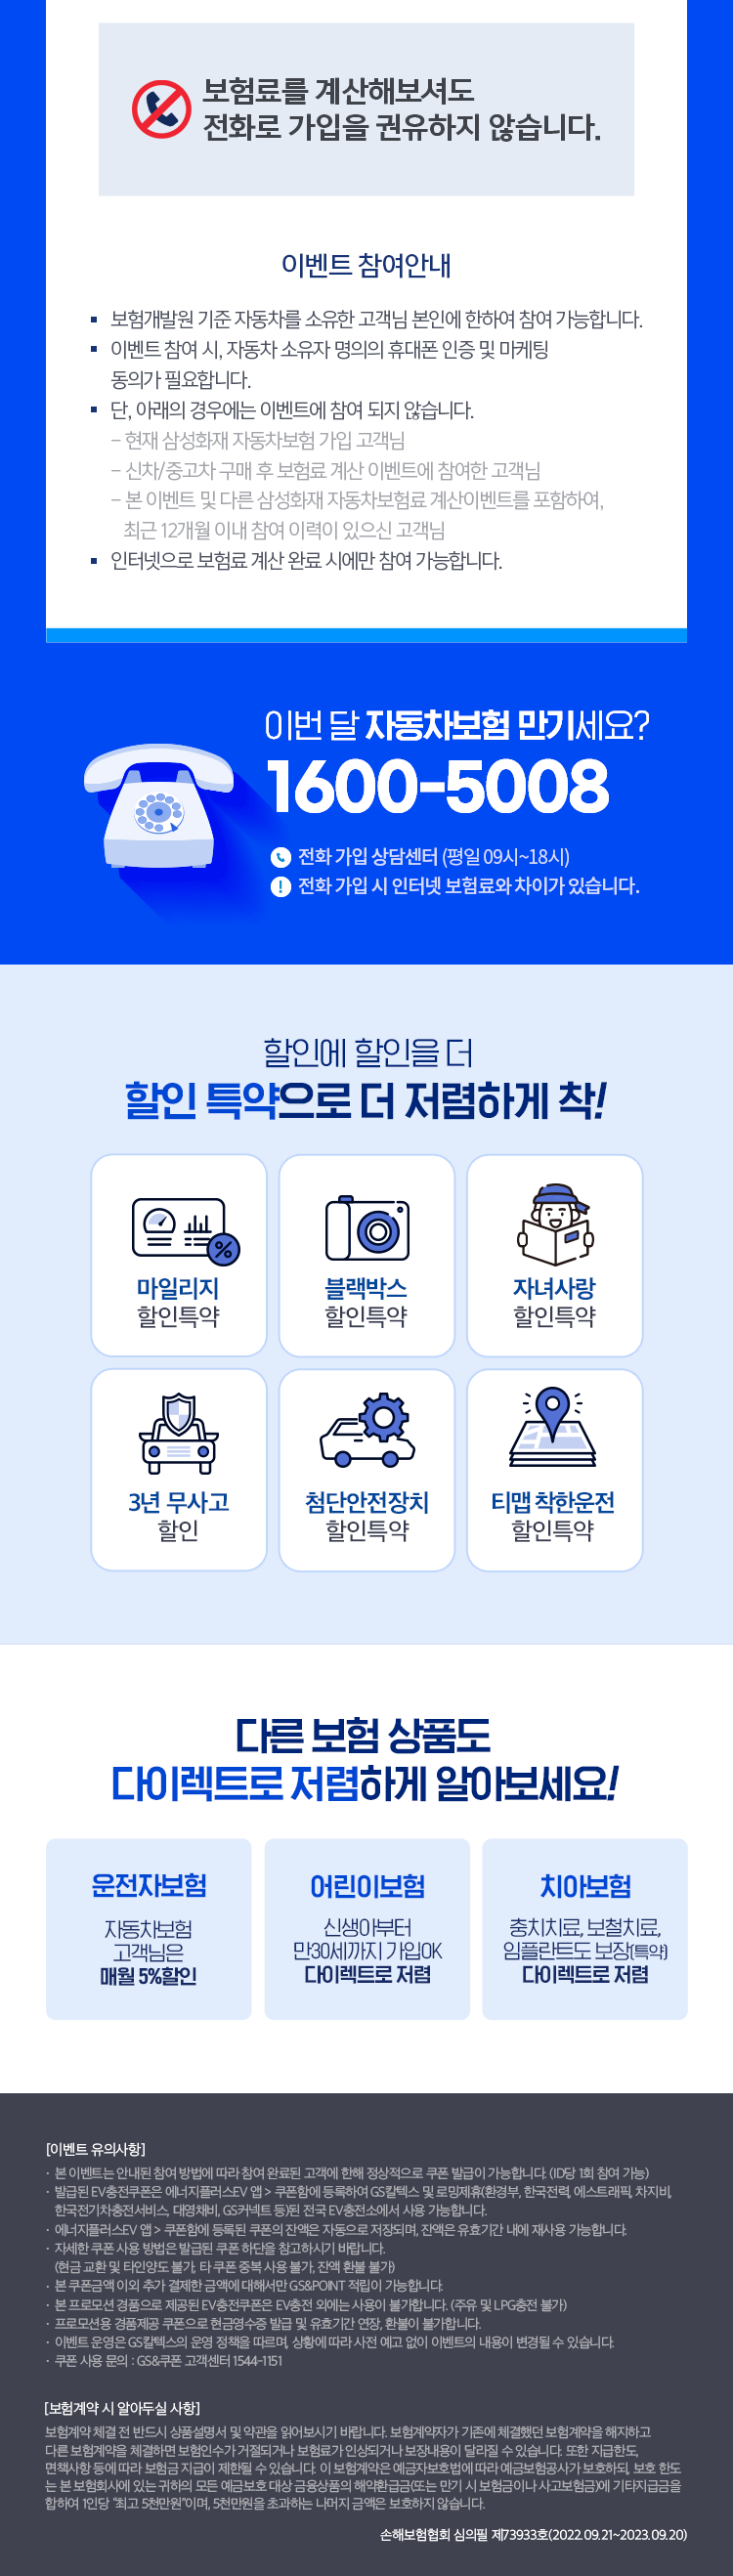 보험료를 계산해보셔도
전화로 가입을 권유하지 않습니다.
이벤트 참여안내
▪ 보험개발원 기준 자동차를 소유한 고객님 본인에 한하여 참여 가능합니다.
▪ 이벤트 참여 시, 자동차 소유자 명의의 휴대폰 인증 및 마케팅
동의가 필요합니다.
▪ 단, 아래의 경우에는 이벤트에 참여 되지 않습니다.
- 현재 삼성화재 자동차보험 가입 고객님
- 신차/중고차 구매 후 보험료 계산 이벤트에 참여한 고객님
- 본 이벤트 및 다른 삼성화재 자동차보험료 계산이벤트를 포함하여,
최근 12개월 이내 참여 이력이 있으신 고객님
▪ 인터넷으로 보험료 계산 완료 시에만 참여 가능합니다.
이번 달 자동차보험 만기세요?
1600-5008
전화 가입 상담센터 (평일 09시~18시)
전화 가입 시 인터넷 보험료와 차이가 있습니다.
할인에 할인을 더
할인 특약으로 더 저렴하게 착!
마일리지
할인특약
블랙박스
할인특약
자녀사랑
할인특약
3년 무사고
할인
첨단안전장치
할인특약
티맵 착한운전
할인특약
다른 보험 상품도
다이렉트로 저렴하게 알아보세요!
운전자보험
자동차보험
고객님은
매월 5%할인
어린이보험
신생아부터
만30세까지 가입OK
다이렉트로 저렴
치아보험
충치치료, 보철치료,
임플란트도 보장(특약)
다이렉트로 저렴
[이벤트 유의사항]
· 본 이벤트는 안내된 참여 방법에 따라 참여 완료된 고객에 한해 정상적으로 쿠폰 발급이 가능합니다. (ID당 1회 참여 가능)
· 발급된 EV충전쿠폰은 에너지플러스EV 앱 > 쿠폰함에 등록하여 GS칼텍스 및 로밍제휴(환경부, 한국전력, 에스트래픽, 차지비,
한국전기차충전서비스, 대영채비, GS커넥트 등)된 전국 EV충전소에서 사용 가능합니다.
· 에너지플러스EV 앱 > 쿠폰함에 등록된 쿠폰의 잔액은 자동으로 저장되며, 잔액은 유효기간 내에 재사용 가능합니다.
· 자세한 쿠폰 사용 방법은 발급된 쿠폰 하단을 참고하시기 바랍니다.
(현금 교환 및 타인양도 불가, 타 쿠폰 중복 사용 불가, 잔액 환불 불가)
· 본 쿠폰금액 이외 추가 결제한 금액에 대해서만 GS&POINT 적립이 가능합니다.
· 본 프로모션 경품으로 제공된 EV충전쿠폰은 EV충전 외에는 사용이 불가합니다. (주유 및 LPG충전 불가)
· 프로모션용 경품제공 쿠폰으로 현금영수증 발급 및 유효기간 연장, 환불이 불가합니다.
· 이벤트 운영은 GS칼텍스의 운영 정책을 따르며, 상황에 따라 사전 예고 없이 이벤트의 내용이 변경될 수 있습니다.
· 쿠폰 사용 문의 : GS&쿠폰 고객센터 1544-1151
[보험계약 시 알아두실 사항]
보험계약 체결 전 반드시 상품설명서 및 약관을 읽어보시기 바랍니다. 보험계약자가 기존에 체결했던 보험계약을 해지하고
다른 보험계약을 체결하면 보험인수가 거절되거나 보험료가 인상되거나 보장내용이 달라질 수 있습니다. 또한 지급한도,
면책사항 등에 따라 보험금 지급이 제한될 수 있습니다. 이 보험계약은 예금자보호법에 따라 예금보험공사가 보호하되, 보호 한도
는 본 보험회사에 있는 귀하의 모든 예금보호 대상 금융상품의 해약환급금(또는 만기 시 보험금이나 사고보험금)에 기타지급금을
합하여 1인당 "최고 5천만원"이며, 5천만원을 초과하는 나머지 금액은 보호하지 않습니다.
손해보험협회 심의필 제73933호(2022.09.21~2023.09.20)